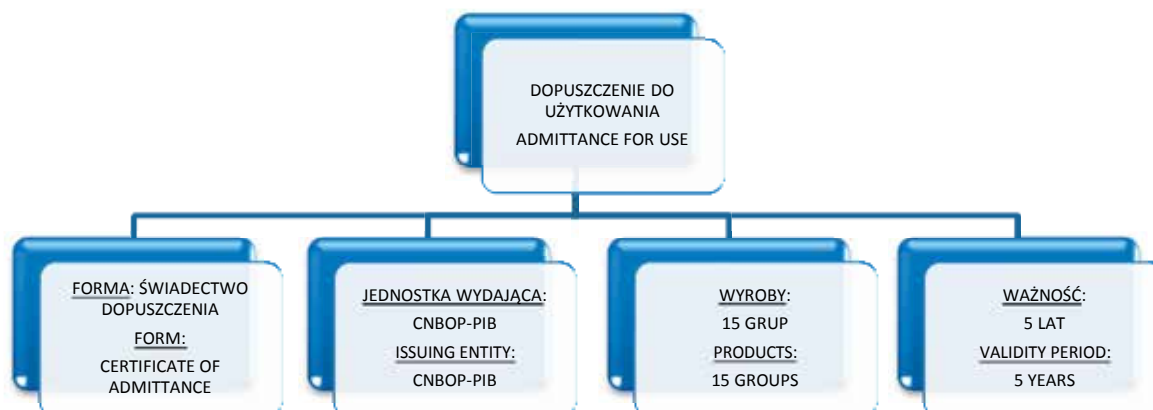 DOPUSZCZENIE DO
UŻYTKOWANIA
ADMITTANCE FOR USE
FORMA: ŚWIADECTWO
DOPUSZCZENIA
FORM:
CERTIFICATE OF
ADMITTANCE
JEDNOSTKA WYDAJĄCA:
CNBOP-PIB
ISSUING ENTITY:
CNBOP-PIB
WYROBY:
15 GRUP
PRODUCTS:
15 GROUPS
WAŻNOŚĆ:
5 LAT
VALIDITY PERIOD:
5 YEARS